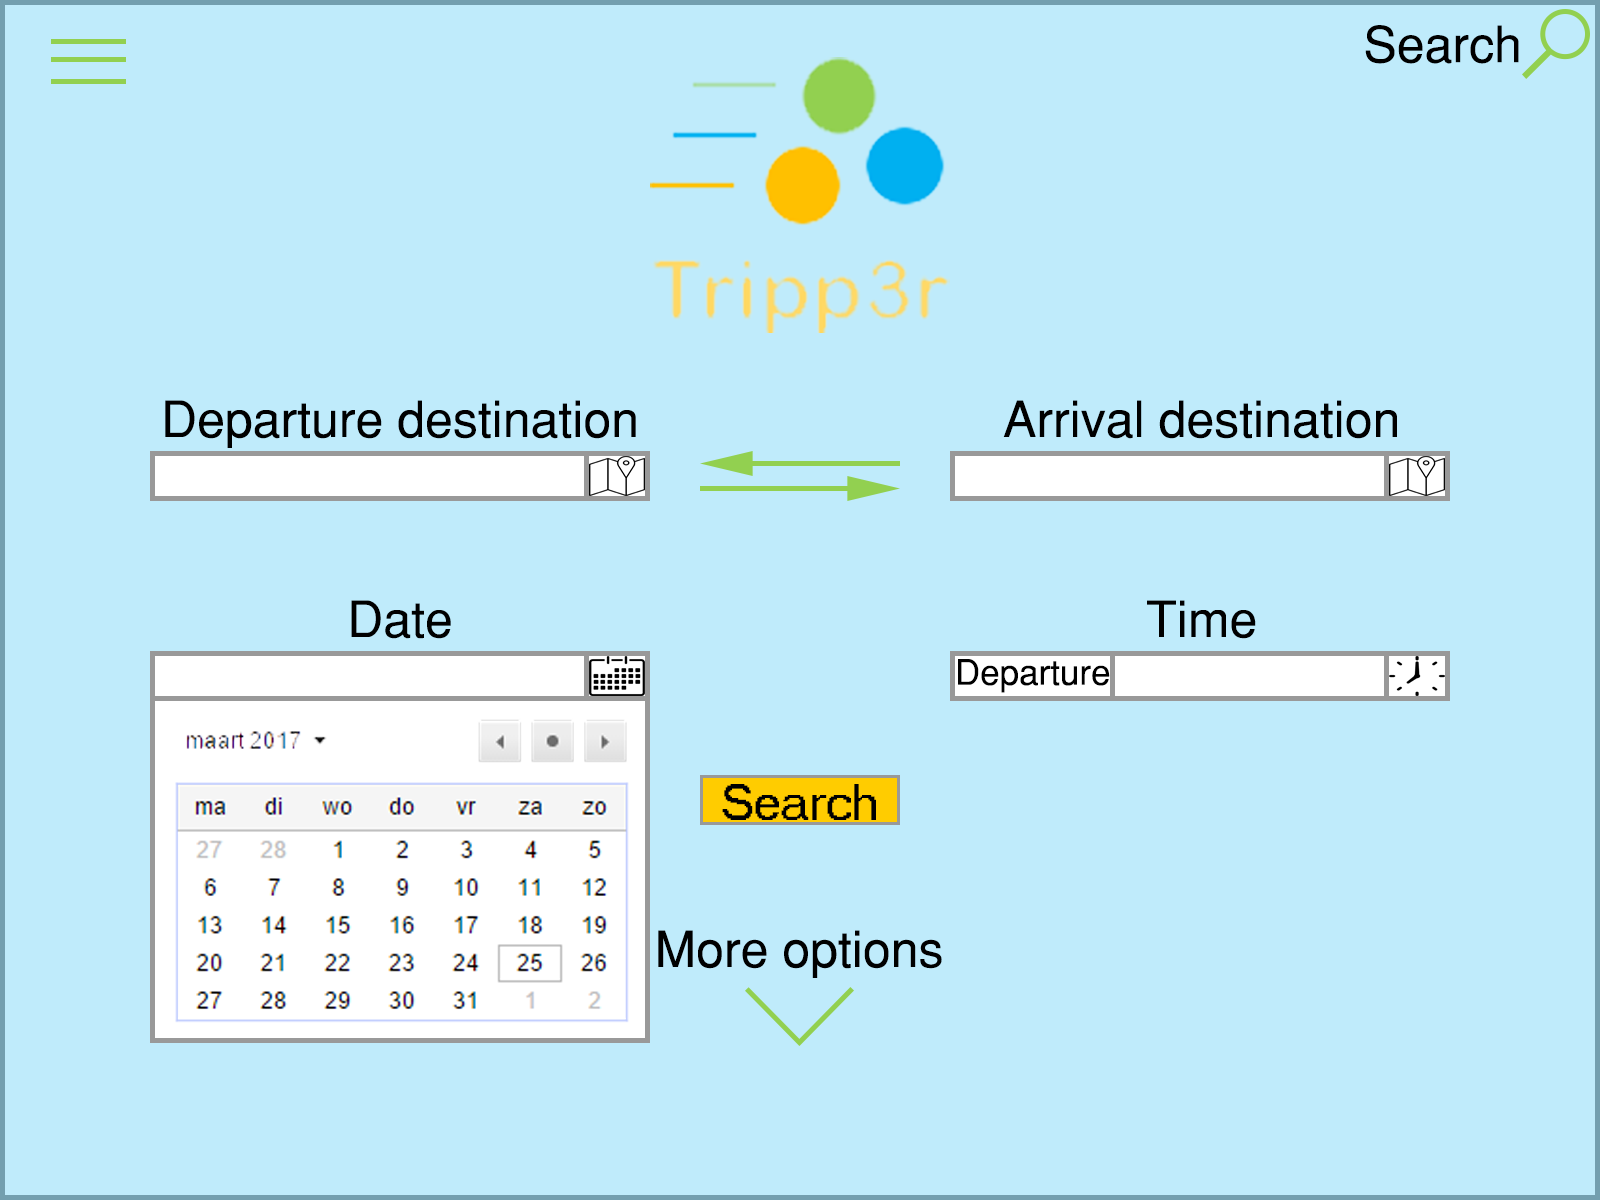 Search
Tripp3r
Departure destination
Arrival destination
Date
Time
Departure
maart 2017
ma di wo do vr za zo
27 28 1 2 3 4 5
6 7 8 9 10 11 12
13 14 15 16 17 18 19
20 21 22 23 24 25 26
27 28 29 30 31 1 2
Search
More options